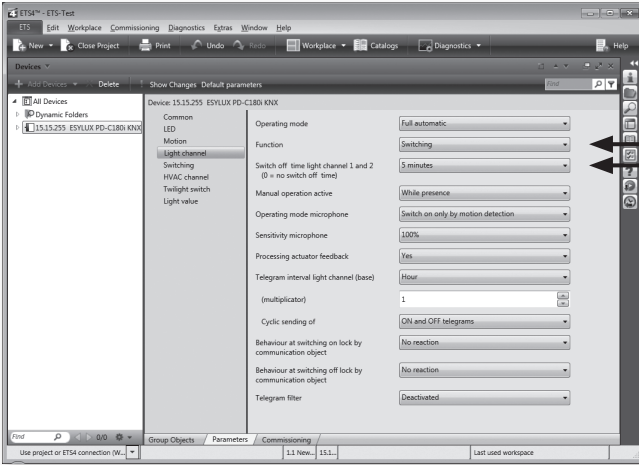 ETS4™ - ETS-Test
ETS Edit Workplace Commissioning Diagnostics Extras Window Help
New Close Project Print Undo Redo Workplace Catalogs Diagnostics Help
Devices
Add Devices Delete Show Changes Default parameters Find
All Devices
Dynamic Folders
15.15.255 ESYLUX PD-C180i KNX
Device: 15.15.255 ESYLUX PD-C180i KNX
Common
LED
Motion
Light channel
Switching
HVAC channel
Twilight switch
Light value
Operating mode Full automatic
Function Switching
Switch off time light channel 1 and 2 5 minutes
(0 = no switch off time)
Manual operation active While presence
Operating mode microphone Switch on only by motion detection
Sensitivity microphone 100%
Processing actuator feedback Yes
Telegram interval light channel (base) Hour
(multiplicator) 1
Cyclic sending of ON and OFF telegrams
Behaviour at switching on lock by No reaction
communication object
Behaviour at switching off lock by No reaction
communication object
Telegram filter Deactivated
Find 0/0
Group Objects Parameters Commissioning
Use project or ETS4 connection (W... 1.1 New... 15.1... Last used workspace